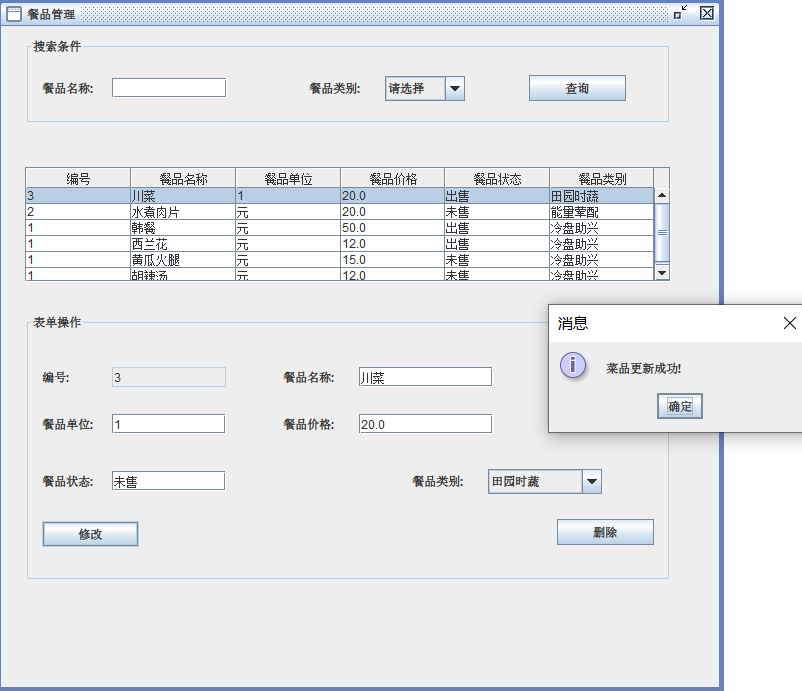 餐品管理
搜索条件
餐品名称: 餐品类别: 请选择 查询
编号 餐品名称 餐品单位 餐品价格 餐品状态 餐品类别
3 川菜 1 20.0 出售 田园时蔬
2 水煮肉片 元 20.0 未售 能量荤配
1 韩餐 元 50.0 出售 冷盘助兴
1 西兰花 元 12.0 出售 冷盘助兴
1 黄瓜火腿 元 15.0 未售 冷盘助兴
1 胡辣汤 元 12.0 未售 冷盘助兴
表单操作
消息
菜品更新成功!
确定
编号: 3 餐品名称: 川菜
餐品单位: 1 餐品价格: 20.0
餐品状态: 未售 餐品类别: 田园时蔬
修改 删除